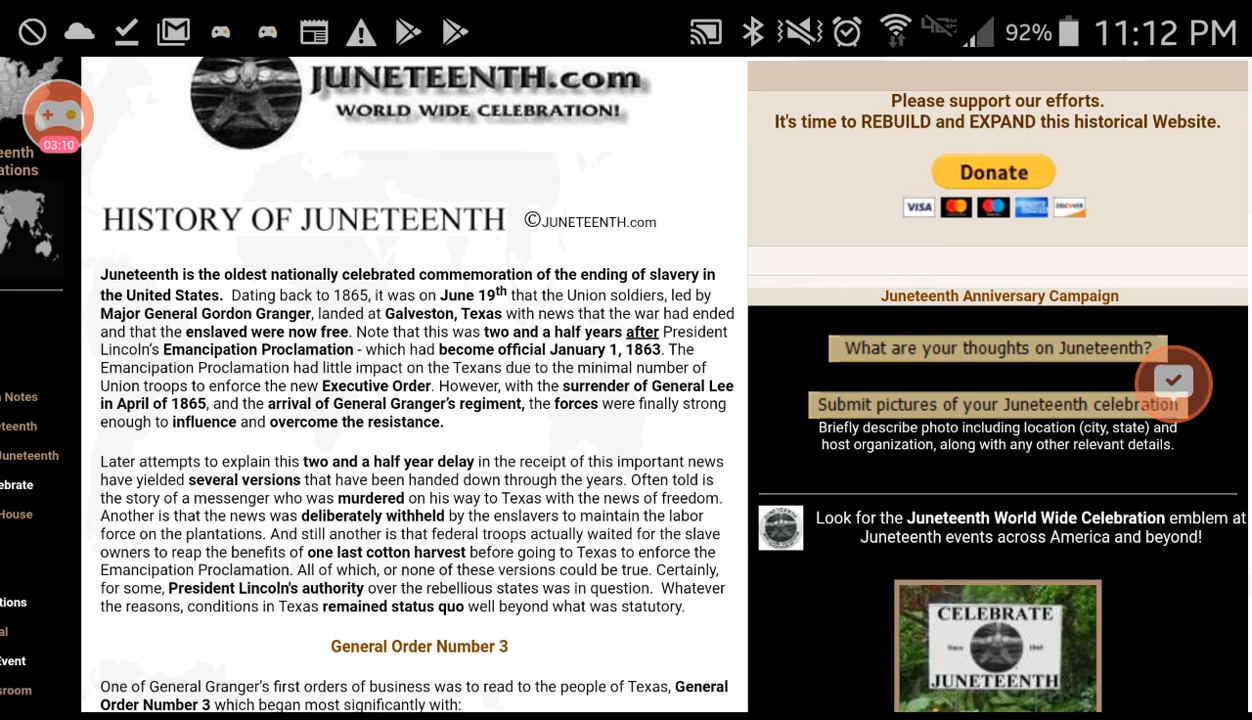 92% 11:12 PM
03:10
eenth
ations
n Notes
eteenth
Juneteenth
ebrate
House
tions
al
Event
sroom
JUNETEENTH.com
WORLD WIDE CELEBRATION!
HISTORY OF JUNETEENTH ©JUNETEENTH.com
Juneteenth is the oldest nationally celebrated commemoration of the ending of slavery in
the United States. Dating back to 1865, it was on June 19th that the Union soldiers, led by
Major General Gordon Granger, landed at Galveston, Texas with news that the war had ended
and that the enslaved were now free. Note that this was two and a half years after President
Lincoln's Emancipation Proclamation - which had become official January 1, 1863. The
Emancipation Proclamation had little impact on the Texans due to the minimal number of
Union troops to enforce the new Executive Order. However, with the surrender of General Lee
in April of 1865, and the arrival of General Granger's regiment, the forces were finally strong
enough to influence and overcome the resistance.
Later attempts to explain this two and a half year delay in the receipt of this important news
have yielded several versions that have been handed down through the years. Often told is
the story of a messenger who was murdered on his way to Texas with the news of freedom.
Another is that the news was deliberately withheld by the enslavers to maintain the labor
force on the plantations. And still another is that federal troops actually waited for the slave
owners to reap the benefits of one last cotton harvest before going to Texas to enforce the
Emancipation Proclamation. All of which, or none of these versions could be true. Certainly,
for some, President Lincoln's authority over the rebellious states was in question. Whatever
the reasons, conditions in Texas remained status quo well beyond what was statutory.
General Order Number 3
One of General Granger's first orders of business was to read to the people of Texas, General
Order Number 3 which began most significantly with:
Please support our efforts.
It's time to REBUILD and EXPAND this historical Website.
Donate
VISA
DISCOVER
Juneteenth Anniversary Campaign
What are your thoughts on Juneteenth?
Submit pictures of your Juneteenth celebration
Briefly describe photo including location (city, state) and
host organization, along with any other relevant details.
Look for the Juneteenth World Wide Celebration emblem at
Juneteenth events across America and beyond!
CELEBRATE
Since 1865
JUNETEENTH